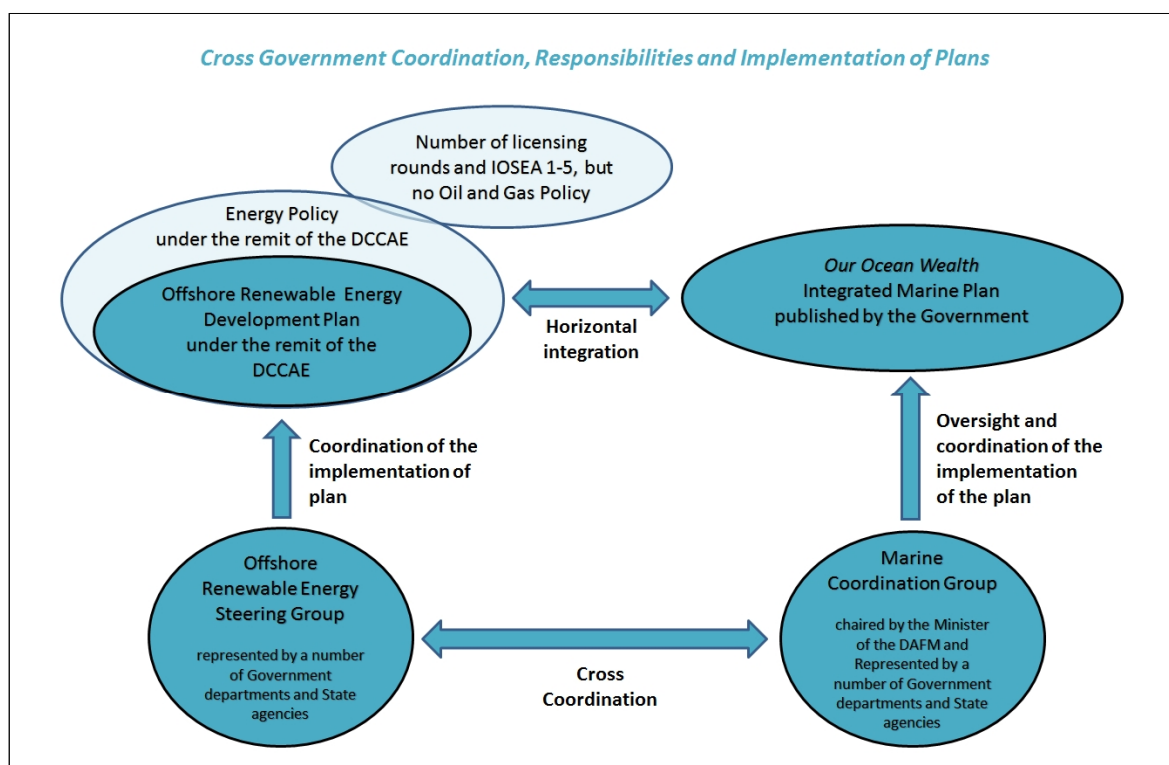 Cross Government Coordination, Responsibilities and Implementation of Plans
Number of licensing
rounds and IOSEA 1-5, but
no Oil and Gas Policy
Energy Policy
under the remit of the DCCAE
Offshore Renewable Energy
Development Plan
under the remit of the
DCCAE
Horizontal
integration
Our Ocean Wealth
Integrated Marine Plan
published by the Government
Coordination of the
implementation of
plan
Oversight and
coordination of the
implementation
of the plan
Offshore
Renewable Energy
Steering Group
represented by a number
of Government
departments and State
agencies
Cross
Coordination
Marine
Coordination Group
chaired by the Minister
of the DAFM and
Represented by a
number of Government
departments and State
agencies